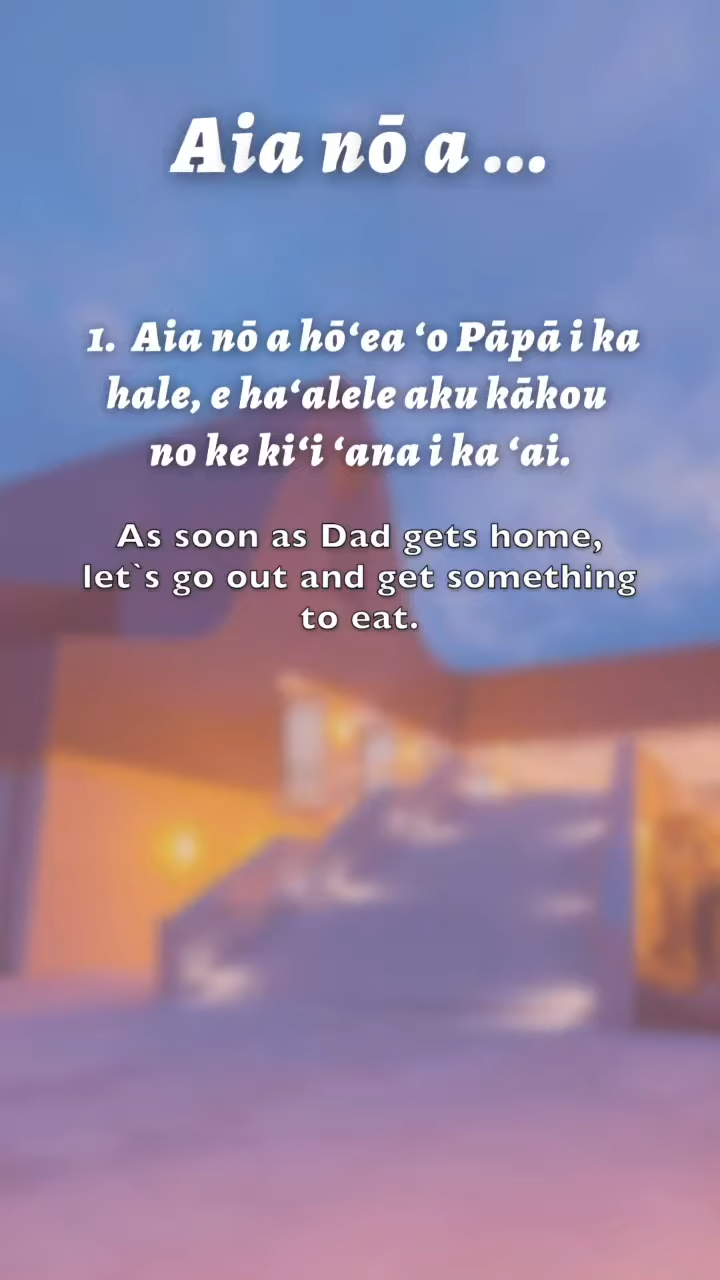 Aia nō a ...
1. Aia nō a hōʻea ʻo Pāpā i ka
hale, e haʻalele aku kākou
no ke kiʻi ʻana i ka ʻai.
As soon as Dad gets home,
let`s go out and get something
to eat.